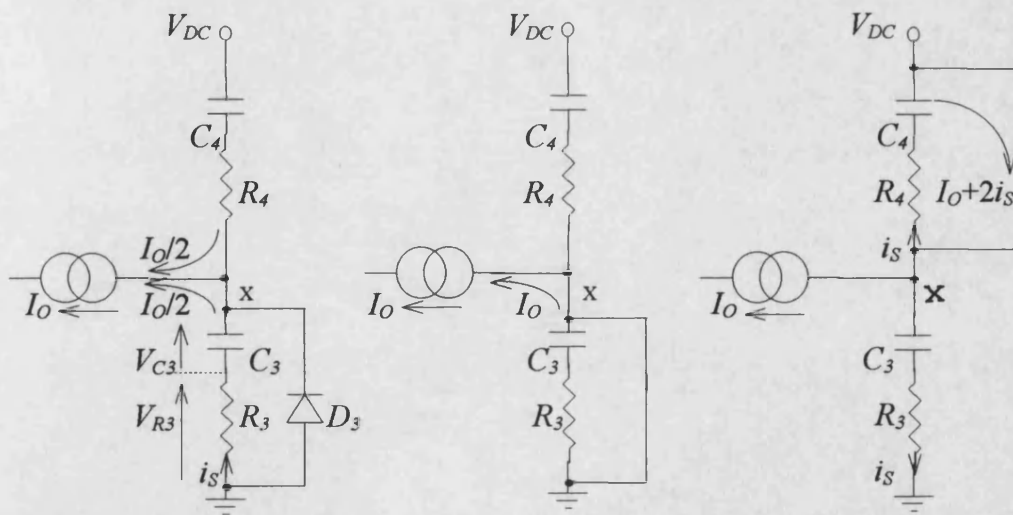 V_DC
C_4
R_4
I_O/2
I_O
I_O/2
x
V_C3
C_3
V_R3
R_3
D_3
i_S
V_DC
C_4
R_4
I_O
I_O
x
C_3
R_3
V_DC
C_4
R_4
I_O+2i_S
i_S
I_O
x
C_3
R_3
i_S